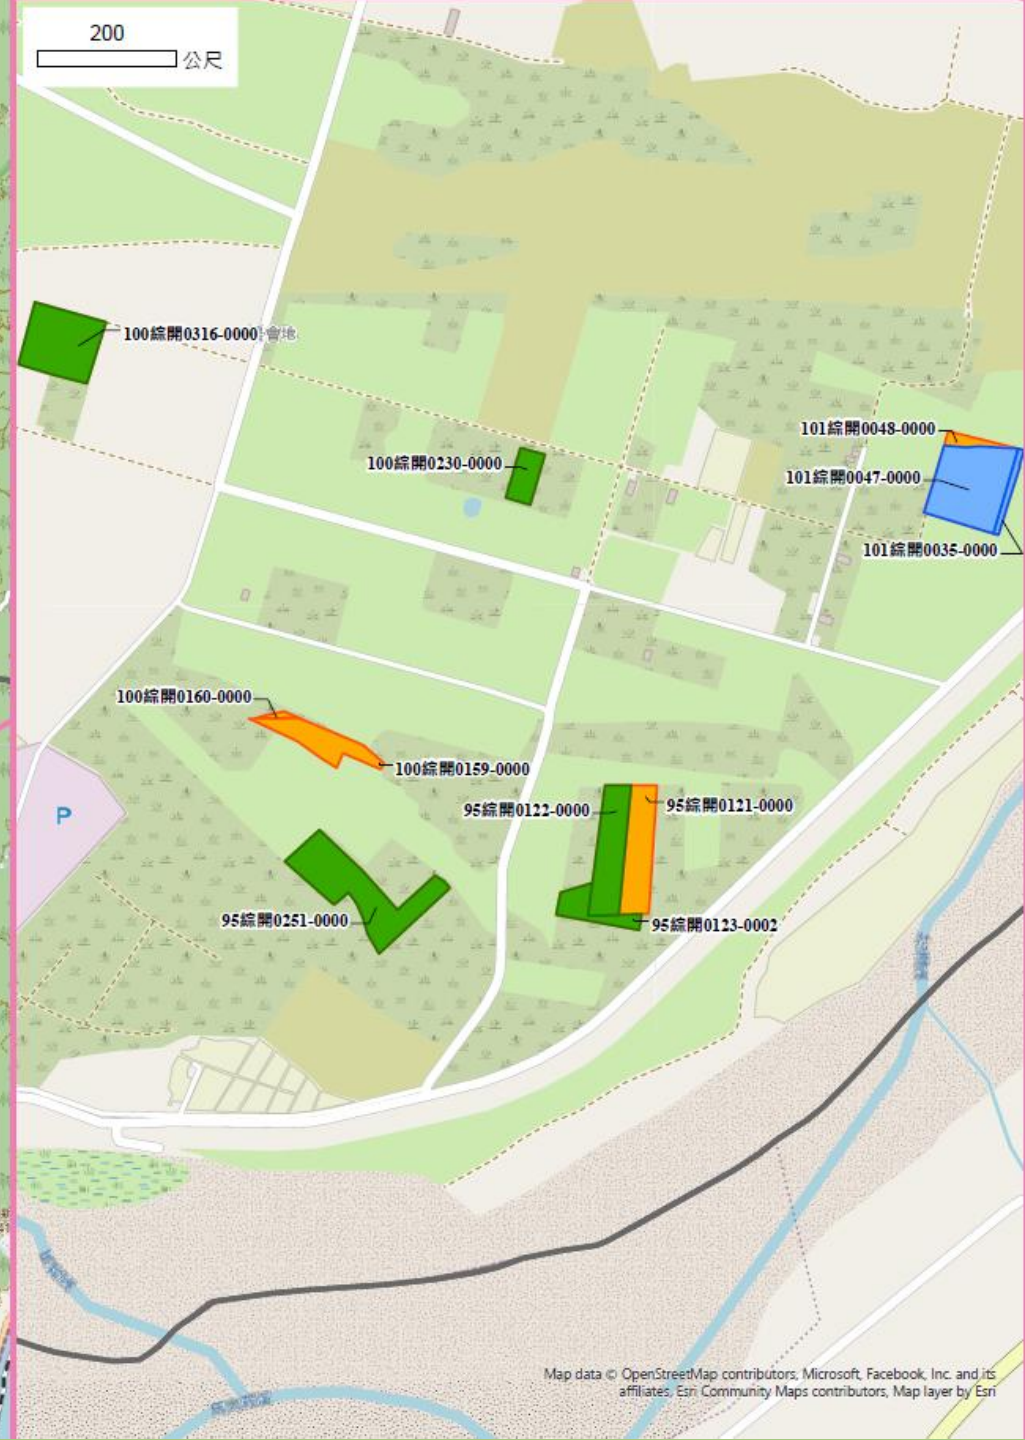 200
公尺
100綜開0316-0000
會地
101綜開0048-0000
100綜開0230-0000
101綜開0047-0000
101綜開0035-0000
100綜開0160-0000
100綜開0159-0000
95綜開0122-0000
95綜開0121-0000
P
95綜開0251-0000
95綜開0123-0002
Map data © OpenStreetMap contributors, Microsoft, Facebook, Inc. and its
affiliates, Esri Community Maps contributors, Map layer by Esri